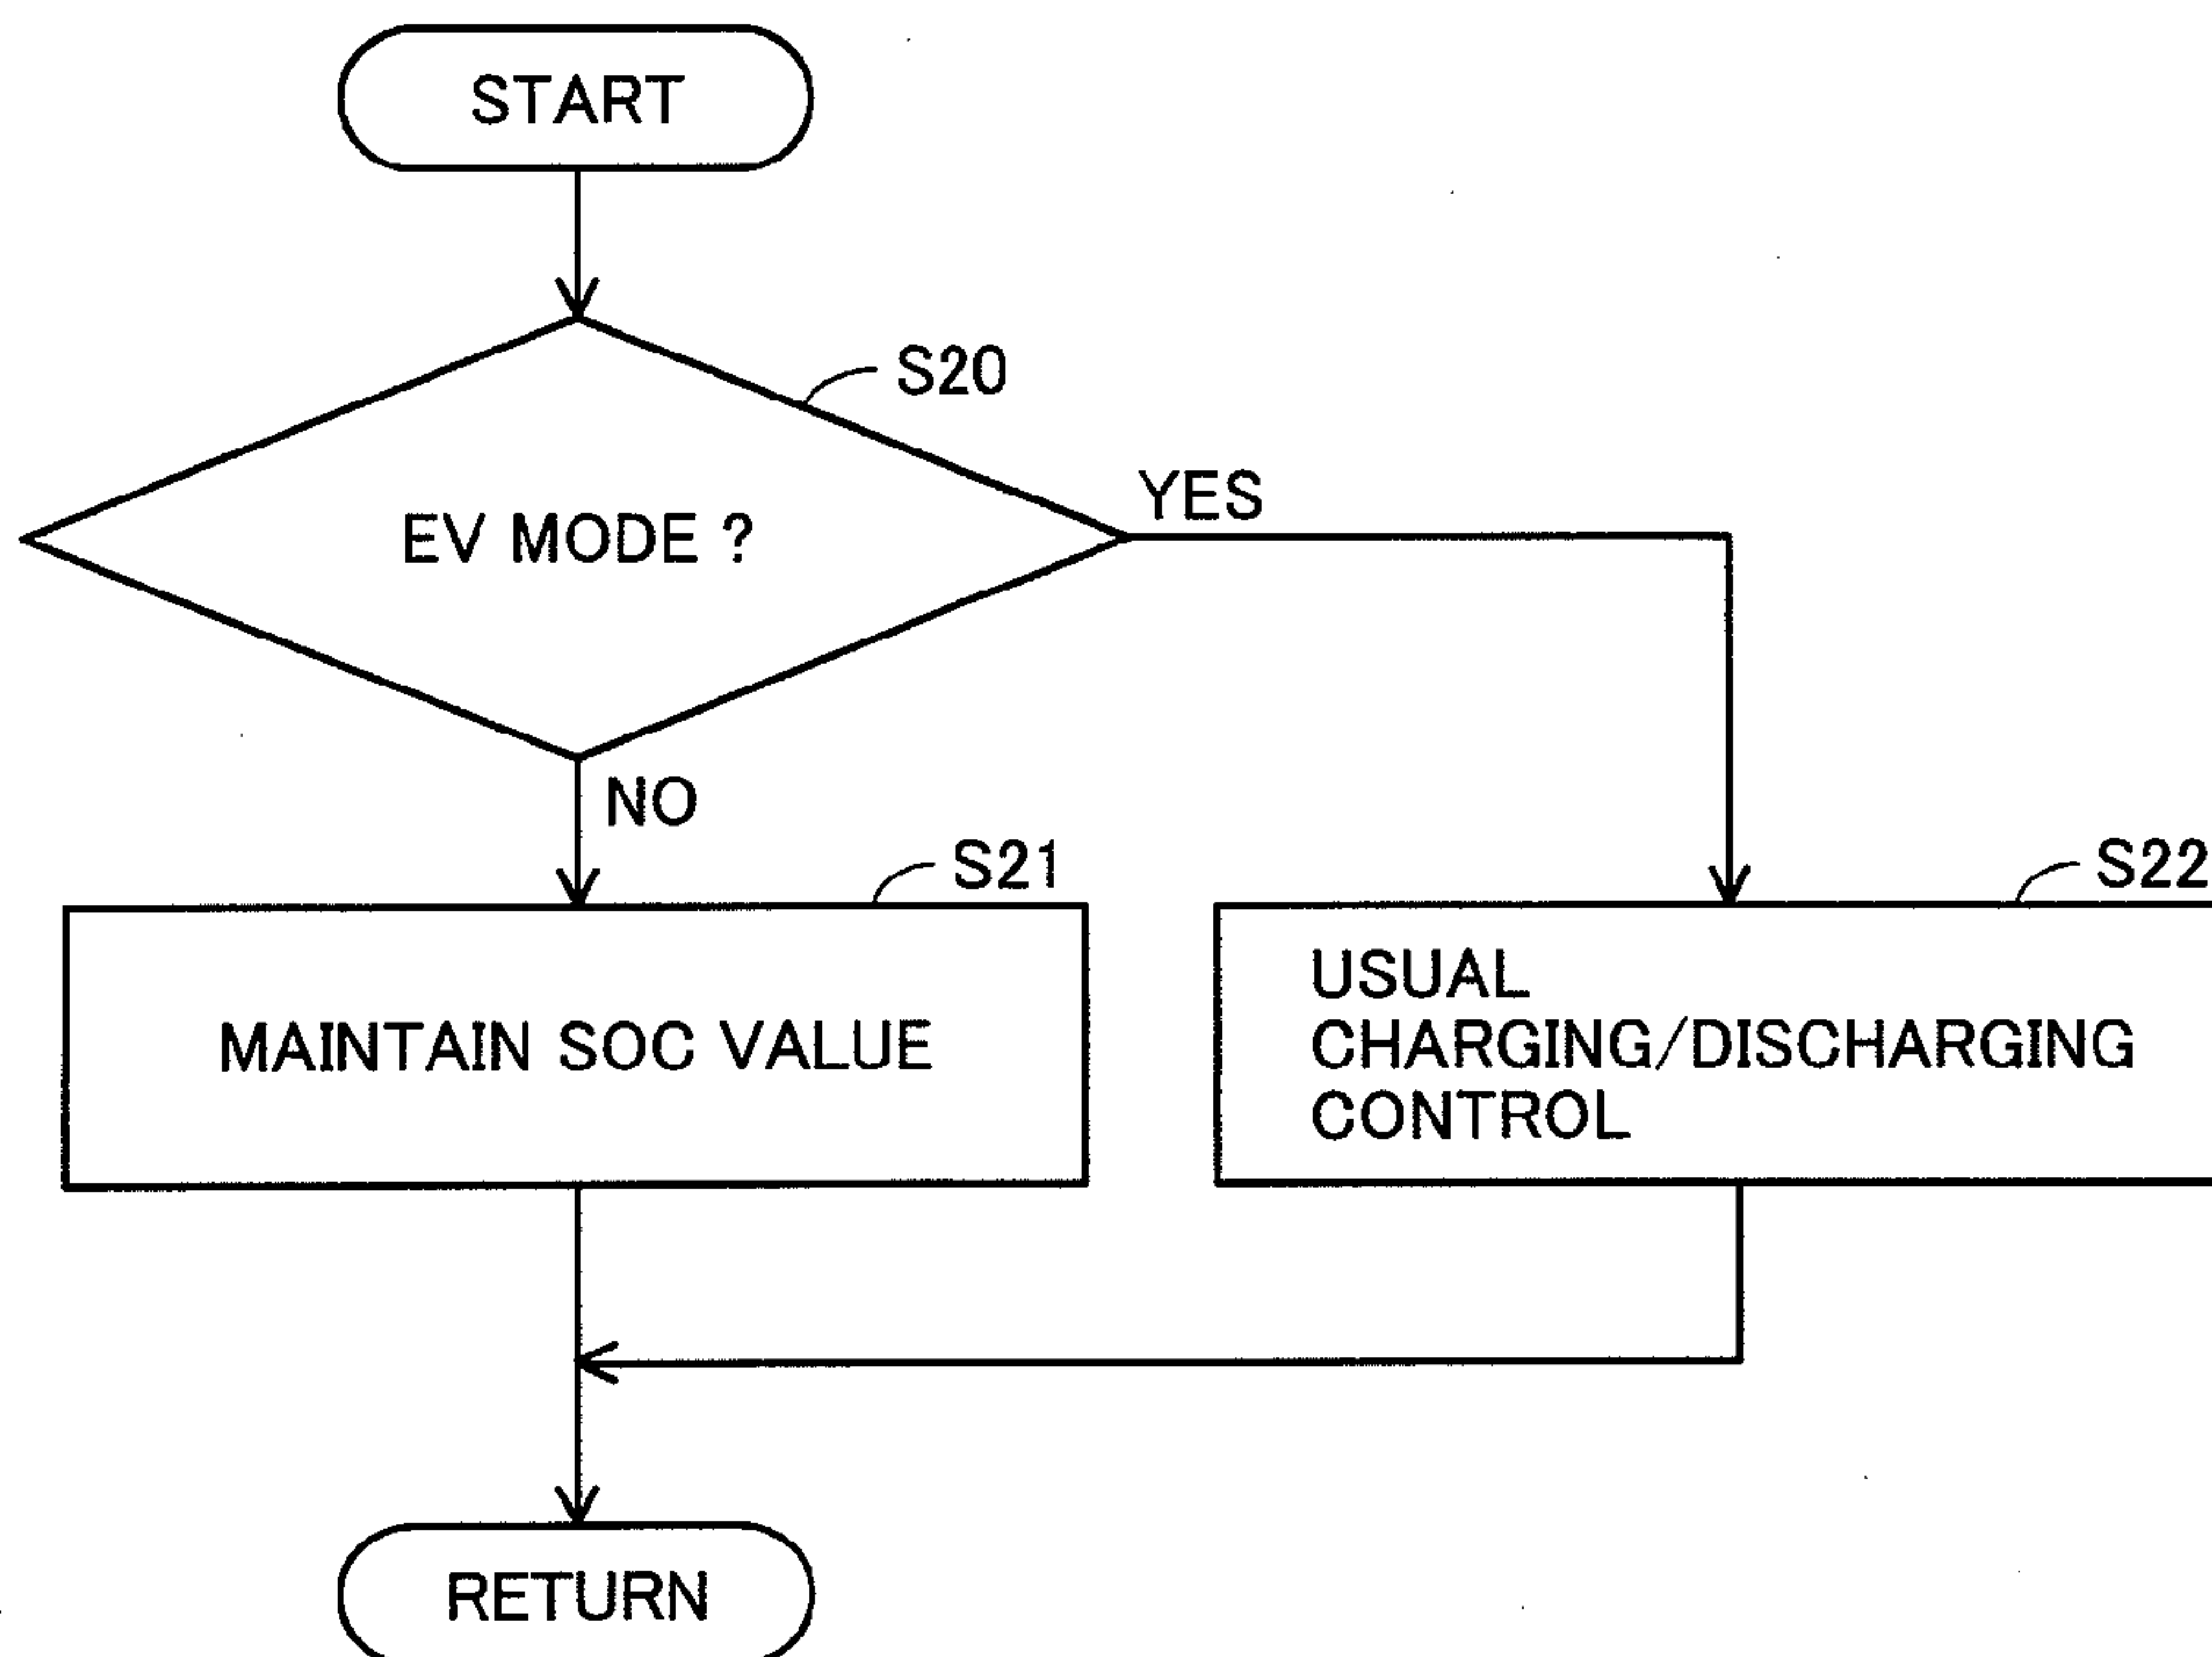 START
S20
EV MODE ?
YES
NO
S21
S22
MAINTAIN SOC VALUE
USUAL
CHARGING/DISCHARGING
CONTROL
RETURN